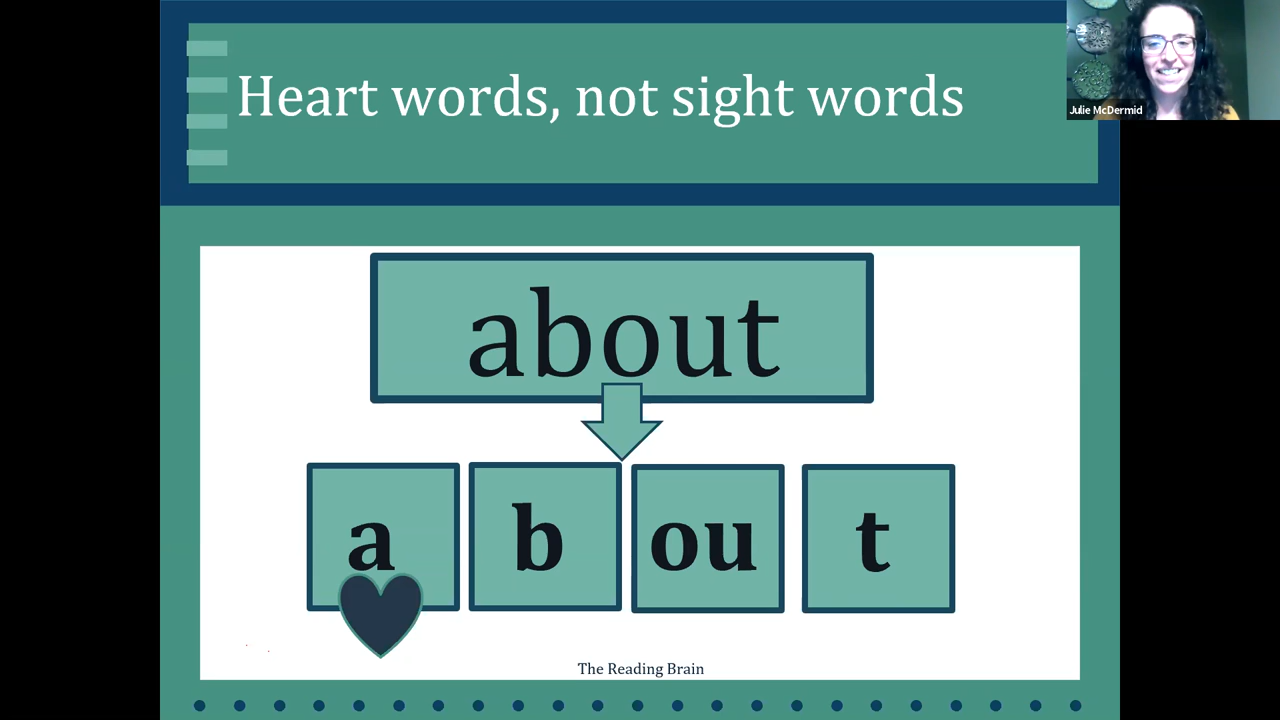 Heart words, not sight words
Julie McDermid
about
a b ou t
The Reading Brain